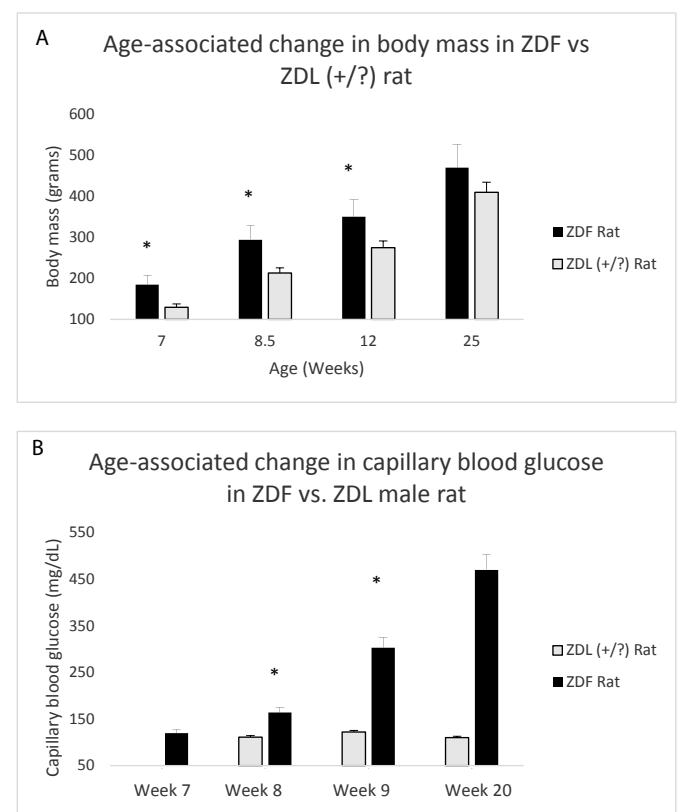 A
Age-associated change in body mass in ZDF vs
ZDL (+/?) rat
600
500
400
300
200
100
Body mass (grams)
*
*
*
ZDF Rat
ZDL (+/?) Rat
7
8.5
12
25
Age (Weeks)
B
Age-associated change in capillary blood glucose
in ZDF vs. ZDL male rat
550
450
350
250
150
50
Capillary blood glucose (mg/dL)
*
*
ZDL (+/?) Rat
ZDF Rat
Week 7
Week 8
Week 9
Week 20